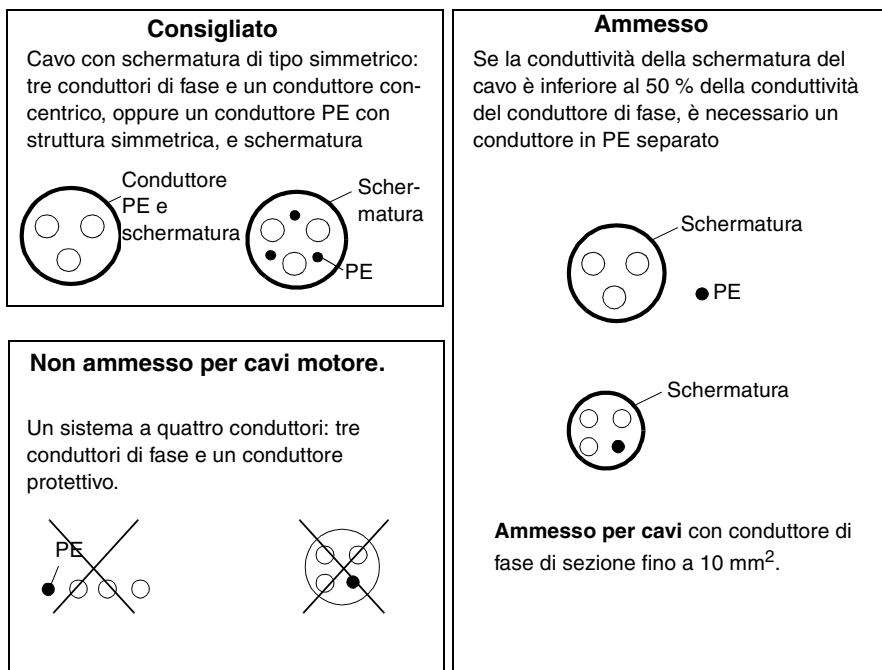 Consigliato
Cavo con schermatura di tipo simmetrico:
tre conduttori di fase e un conduttore con-
centrico, oppure un conduttore PE con
struttura simmetrica, e schermatura
Conduttore
PE e
schermatura
Scher-
matura
PE
Non ammesso per cavi motore.
Un sistema a quattro conduttori: tre
conduttori di fase e un conduttore
protettivo.
PE
Ammesso
Se la conduttività della schermatura del
cavo è inferiore al 50 % della conduttività
del conduttore di fase, è necessario un
conduttore in PE separato
Schermatura
PE
Schermatura
Ammesso per cavi con conduttore di
fase di sezione fino a 10 mm².